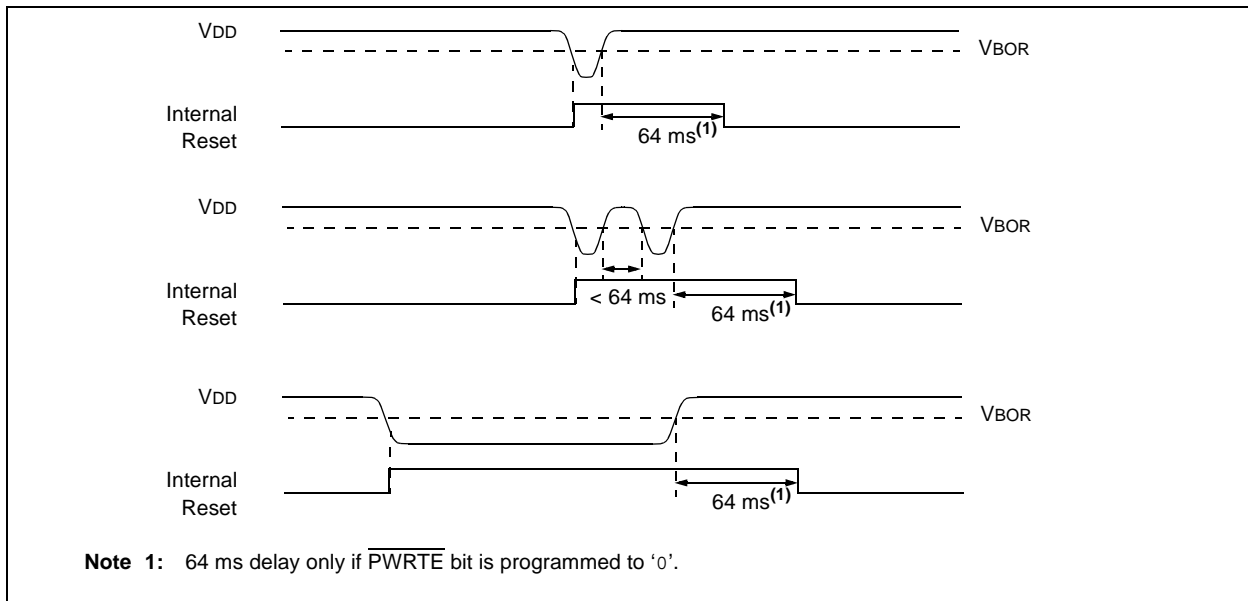 VDD
VBOR
Internal
Reset
64 ms(1)
VDD
VBOR
Internal
Reset
< 64 ms
64 ms(1)
VDD
VBOR
Internal
Reset
64 ms(1)
Note 1: 64 ms delay only if PWRTE bit is programmed to ‘0’.